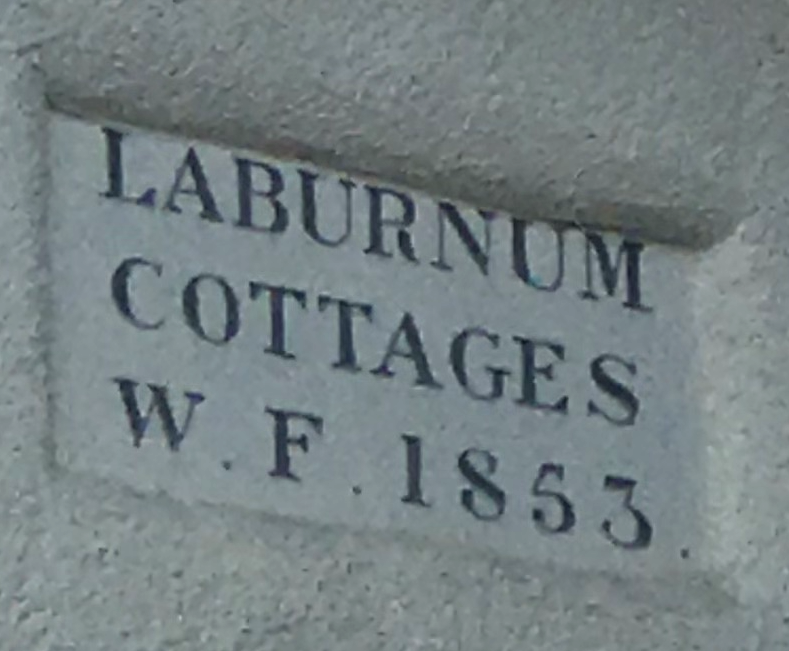 LABURNUM
COTTAGES
W. F. 1853.